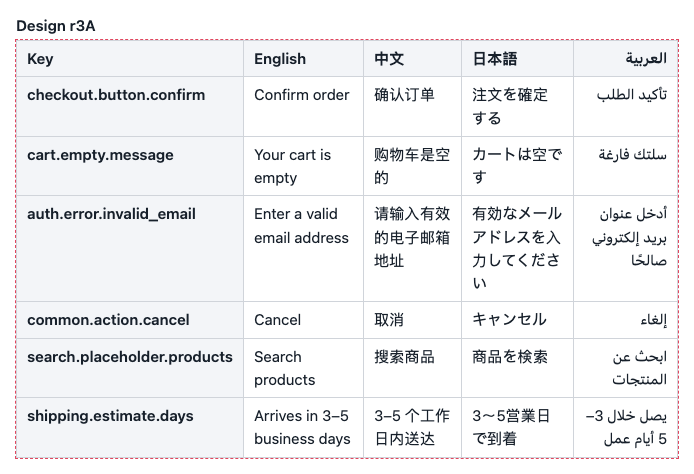 Design r3A
Key
English
中文
日本語
العربية
checkout.button.confirm
Confirm order
确认订单
注文を確定
する
تأكيد الطلب
cart.empty.message
Your cart is
empty
购物车是空
的
カートは空で
す
سلتك فارغة
auth.error.invalid_email
Enter a valid
email address
请输入有效
的电子邮箱
地址
有効なメール
アドレスを入
力してくださ
い
أدخل عنوان
بريد إلكتروني
صالحًا
common.action.cancel
Cancel
取消
キャンセル
إلغاء
search.placeholder.products
Search
products
搜索商品
商品を検索
ابحث عن
المنتجات
shipping.estimate.days
Arrives in 3–5
business days
3–5 个工作
日内送达
3～5営業日
で到着
يصل خلال 3–
5 أيام عمل